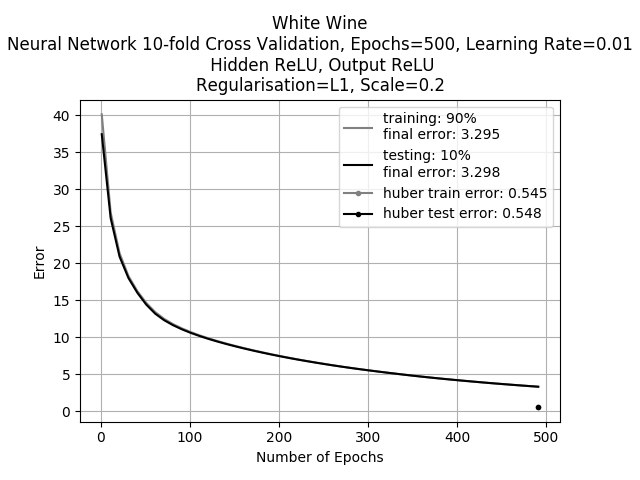 White Wine
Neural Network 10-fold Cross Validation, Epochs=500, Learning Rate=0.01
Hidden ReLU, Output ReLU
Regularisation=L1, Scale=0.2
training: 90%
final error: 3.295
testing: 10%
final error: 3.298
huber train error: 0.545
huber test error: 0.548
Error
40
35
30
25
20
15
10
5
0
0
100
200
300
400
500
Number of Epochs